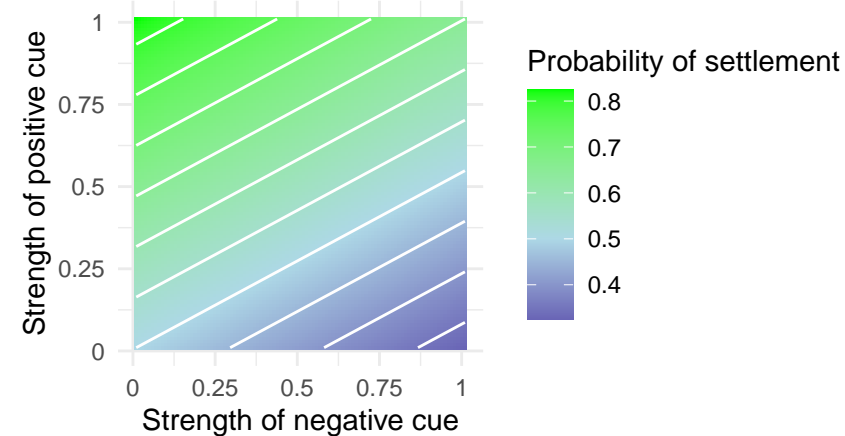 Strength of positive cue
1
0.75
0.5
0.25
0
0 0.25 0.5 0.75 1
Strength of negative cue
Probability of settlement
0.8
0.7
0.6
0.5
0.4